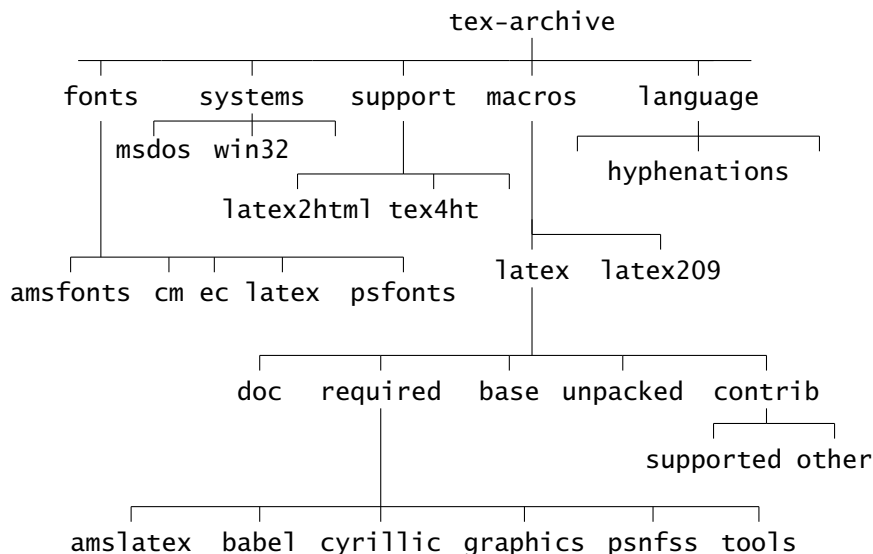 tex-archive
fonts systems support macros language
msdos win32
hyphenations
latex2html tex4ht
latex latex209
amsfonts cm ec latex psfonts
doc required base unpacked contrib
supported other
amslatex babel cyrillic graphics psnfss tools